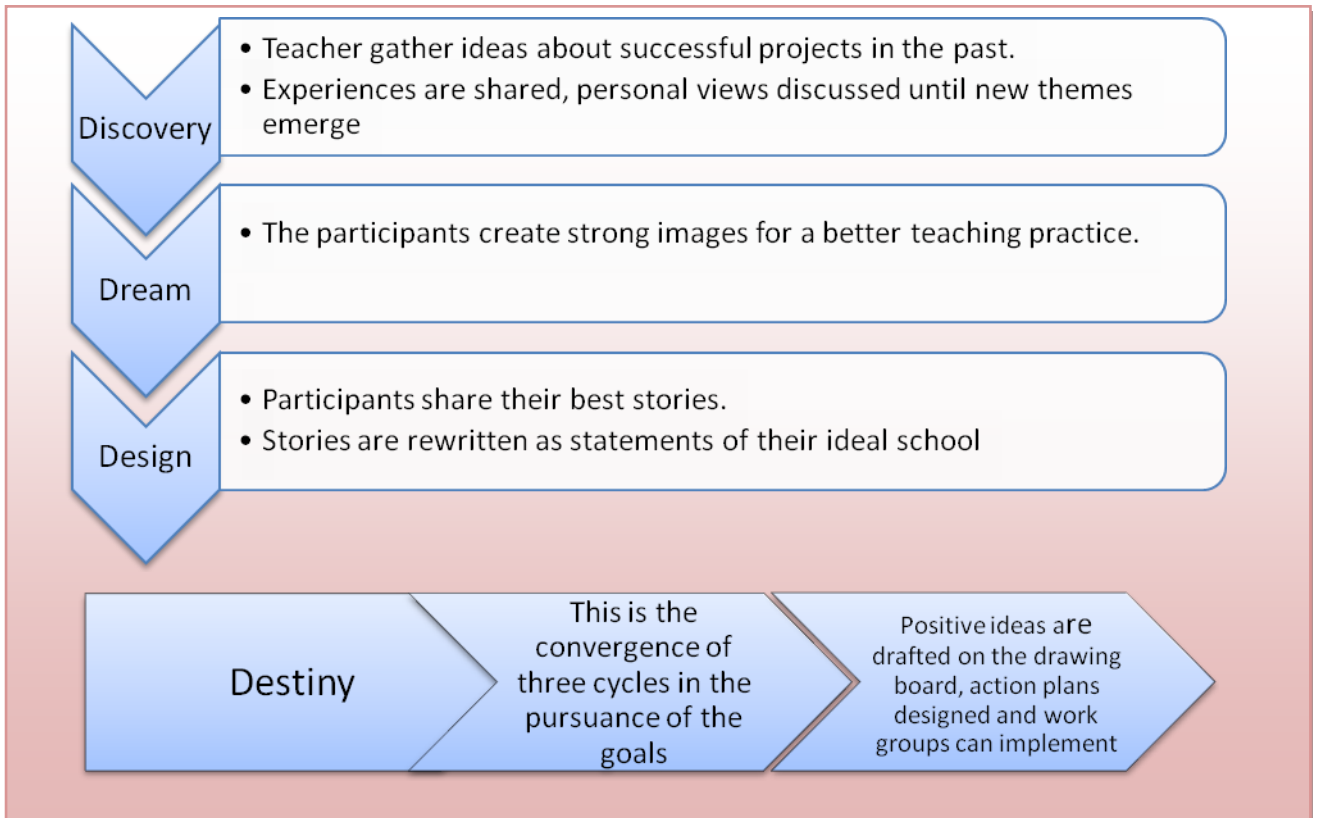 Discovery
• Teacher gather ideas about successful projects in the past.
• Experiences are shared, personal views discussed until new themes
emerge
Dream
• The participants create strong images for a better teaching practice.
Design
• Participants share their best stories.
• Stories are rewritten as statements of their ideal school
Destiny
This is the
convergence of
three cycles in the
pursuance of the
goals
Positive ideas are
drafted on the drawing
board, action plans
designed and work
groups can implement